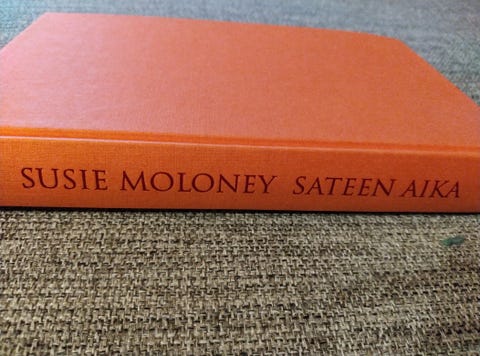 SUSIE MOLONEY SATEEN AIKA